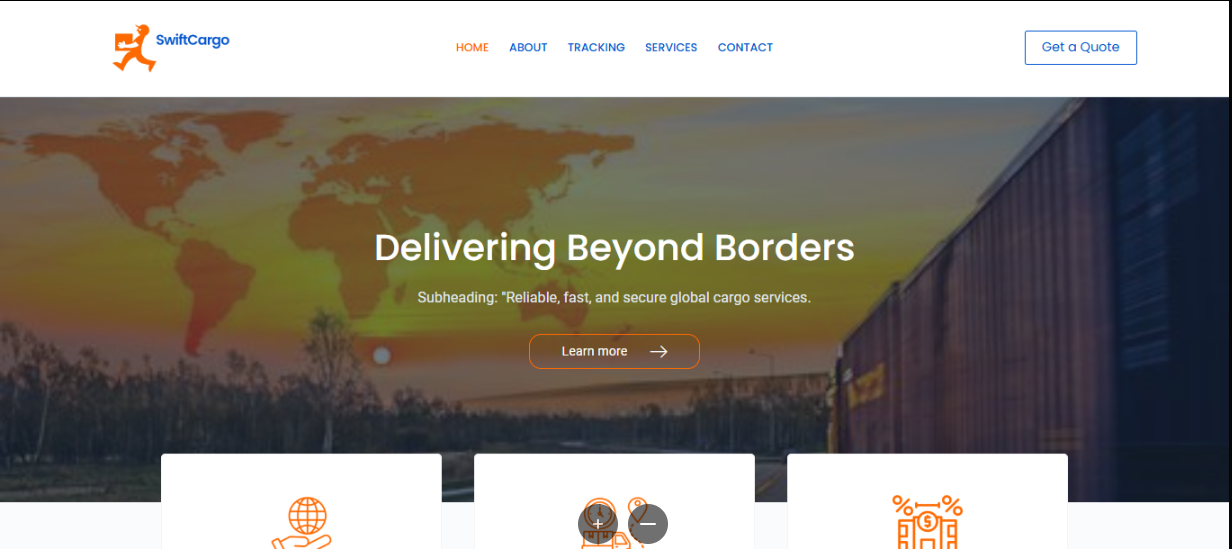 SwiftCargo
HOME ABOUT TRACKING SERVICES CONTACT
Get a Quote
Delivering Beyond Borders
Subheading: "Reliable, fast, and secure global cargo services.
Learn more